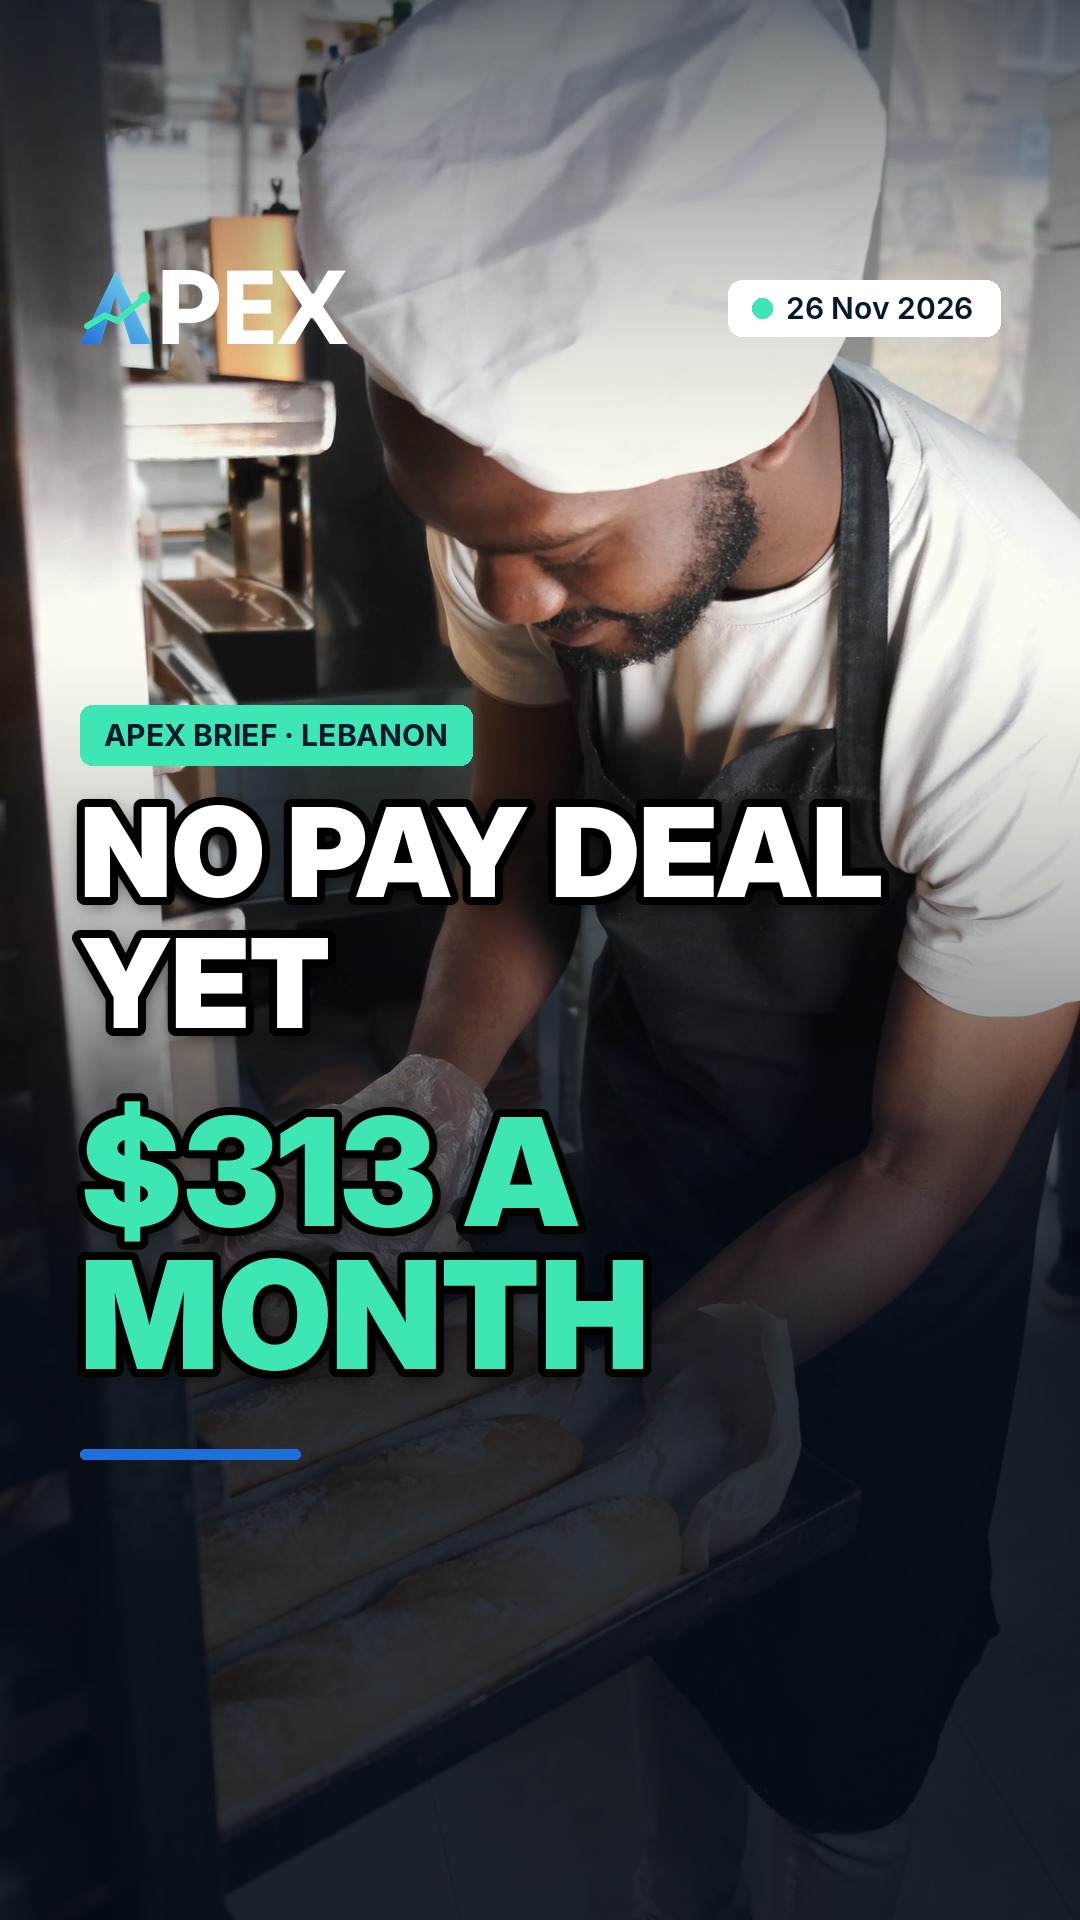 APEX
26 Nov 2026
APEX BRIEF · LEBANON
NO PAY DEAL
YET
$313 A
MONTH